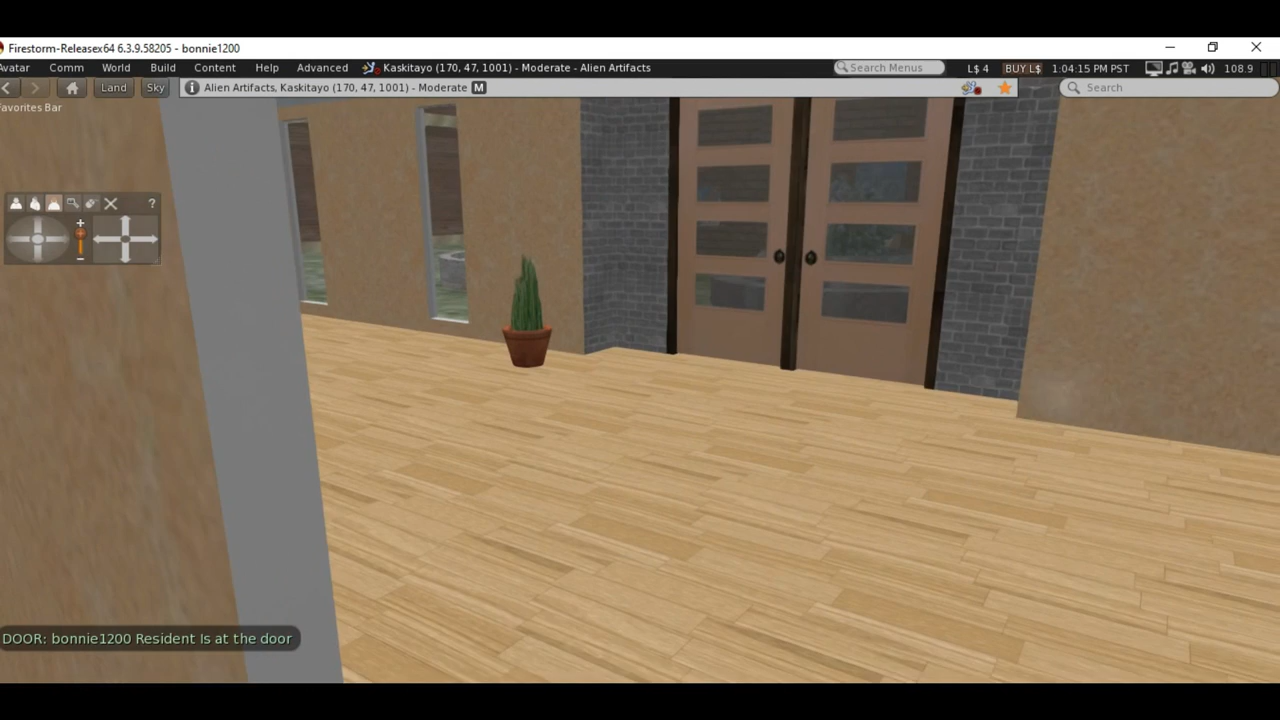 Firestorm-Releasex64 6.3.9.58205 - bonnie1200
Avatar Comm World Build Content Help Advanced Kaskitayo (170, 47, 1001) - Moderate - Alien Artifacts Search Menus L$ 4 BUY L$ 1:04:15 PM PST 108.9
Land Sky Alien Artifacts, Kaskitayo (170, 47, 1001) - Moderate M Search
Favorites Bar
?
DOOR: bonnie1200 Resident Is at the door